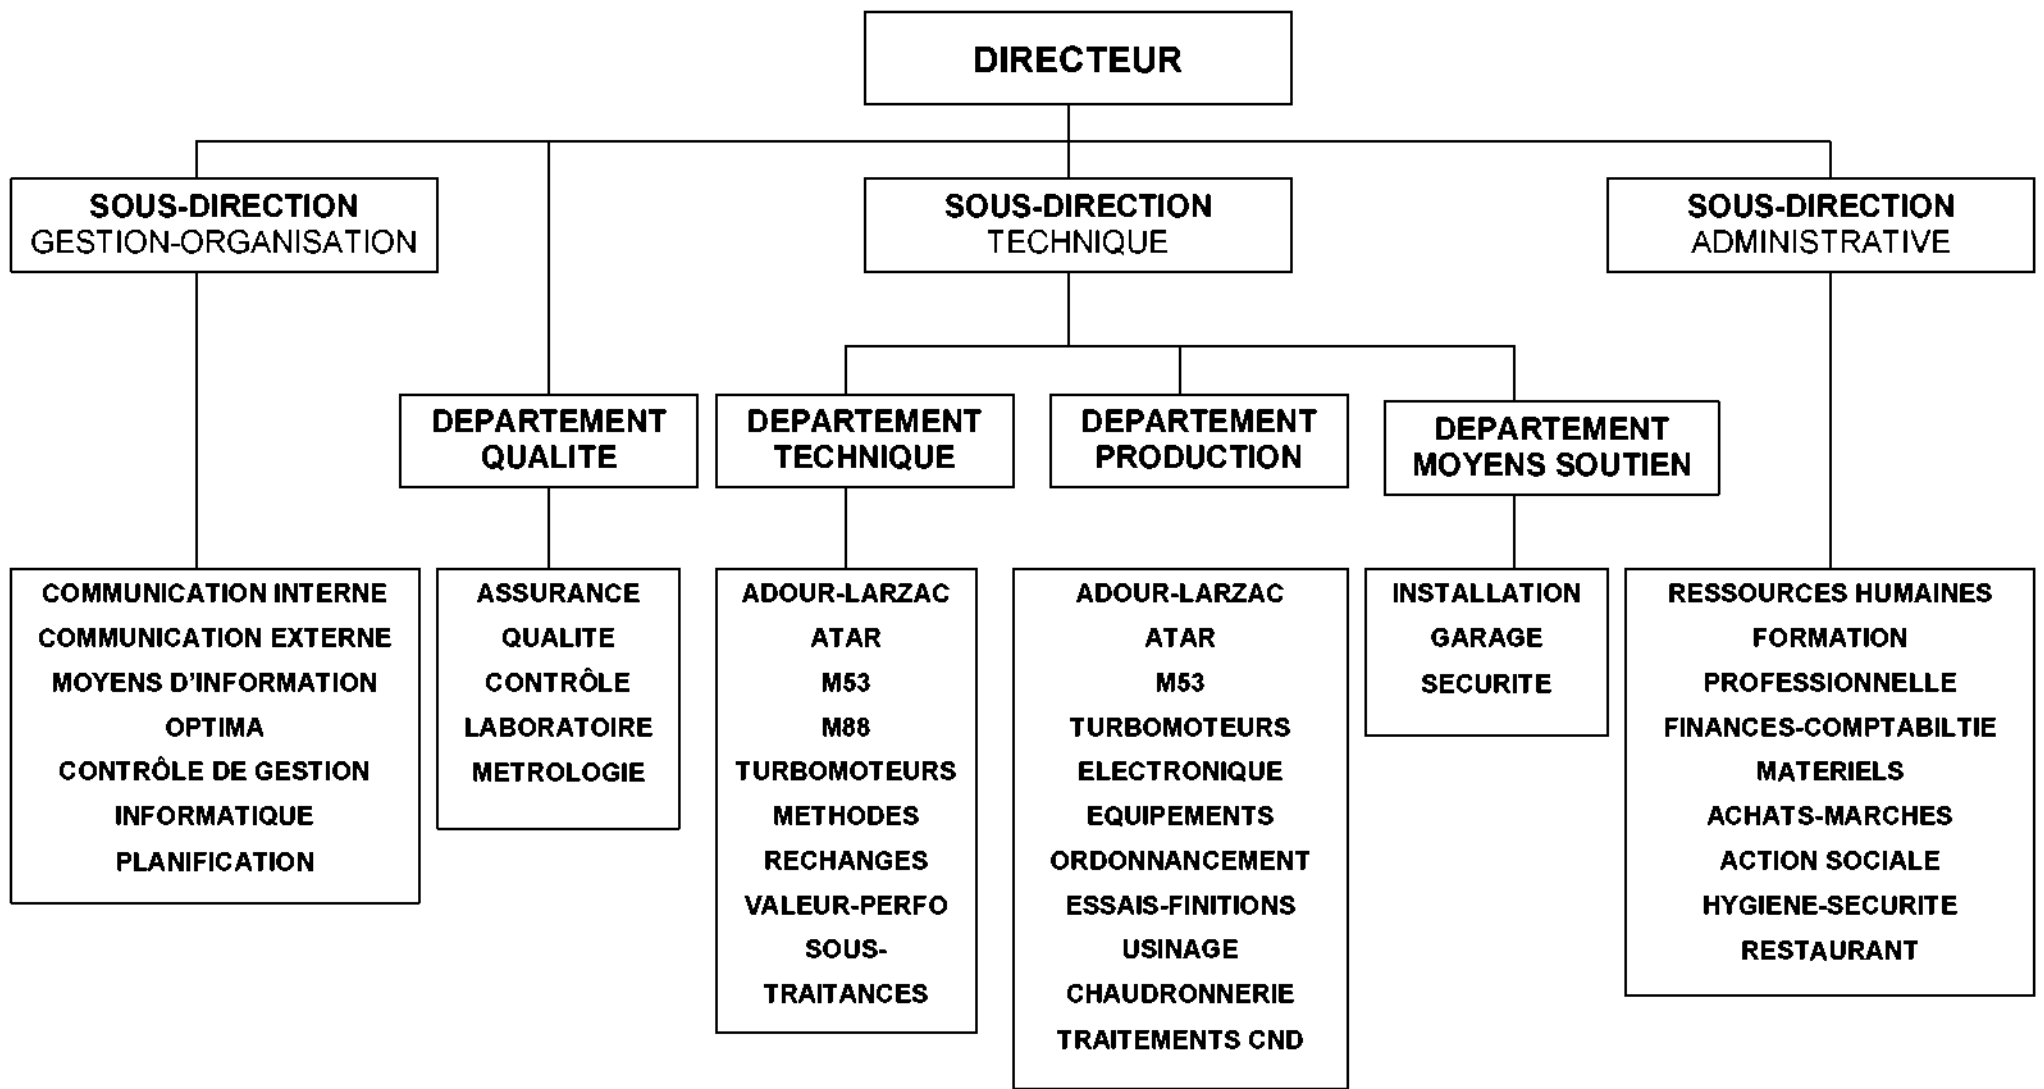 DIRECTEUR
SOUS-DIRECTION
GESTION-ORGANISATION
SOUS-DIRECTION
TECHNIQUE
SOUS-DIRECTION
ADMINISTRATIVE
DEPARTEMENT
QUALITE
DEPARTEMENT
TECHNIQUE
DEPARTEMENT
PRODUCTION
DEPARTEMENT
MOYENS SOUTIEN
COMMUNICATION INTERNE
COMMUNICATION EXTERNE
MOYENS D'INFORMATION
OPTIMA
CONTRÔLE DE GESTION
INFORMATIQUE
PLANIFICATION
ASSURANCE
QUALITE
CONTRÔLE
LABORATOIRE
METROLOGIE
ADOUR-LARZAC
ATAR
M53
M88
TURBOMOTEURS
METHODES
RECHANGES
VALEUR-PERFO
SOUS-
TRAITANCES
ADOUR-LARZAC
ATAR
M53
TURBOMOTEURS
ELECTRONIQUE
EQUIPEMENTS
ORDONNANCEMENT
ESSAIS-FINITIONS
USINAGE
CHAUDRONNERIE
TRAITEMENTS CND
INSTALLATION
GARAGE
SECURITE
RESSOURCES HUMAINES
FORMATION
PROFESSIONNELLE
FINANCES-COMPTABILTIE
MATERIELS
ACHATS-MARCHES
ACTION SOCIALE
HYGIENE-SECURITE
RESTAURANT